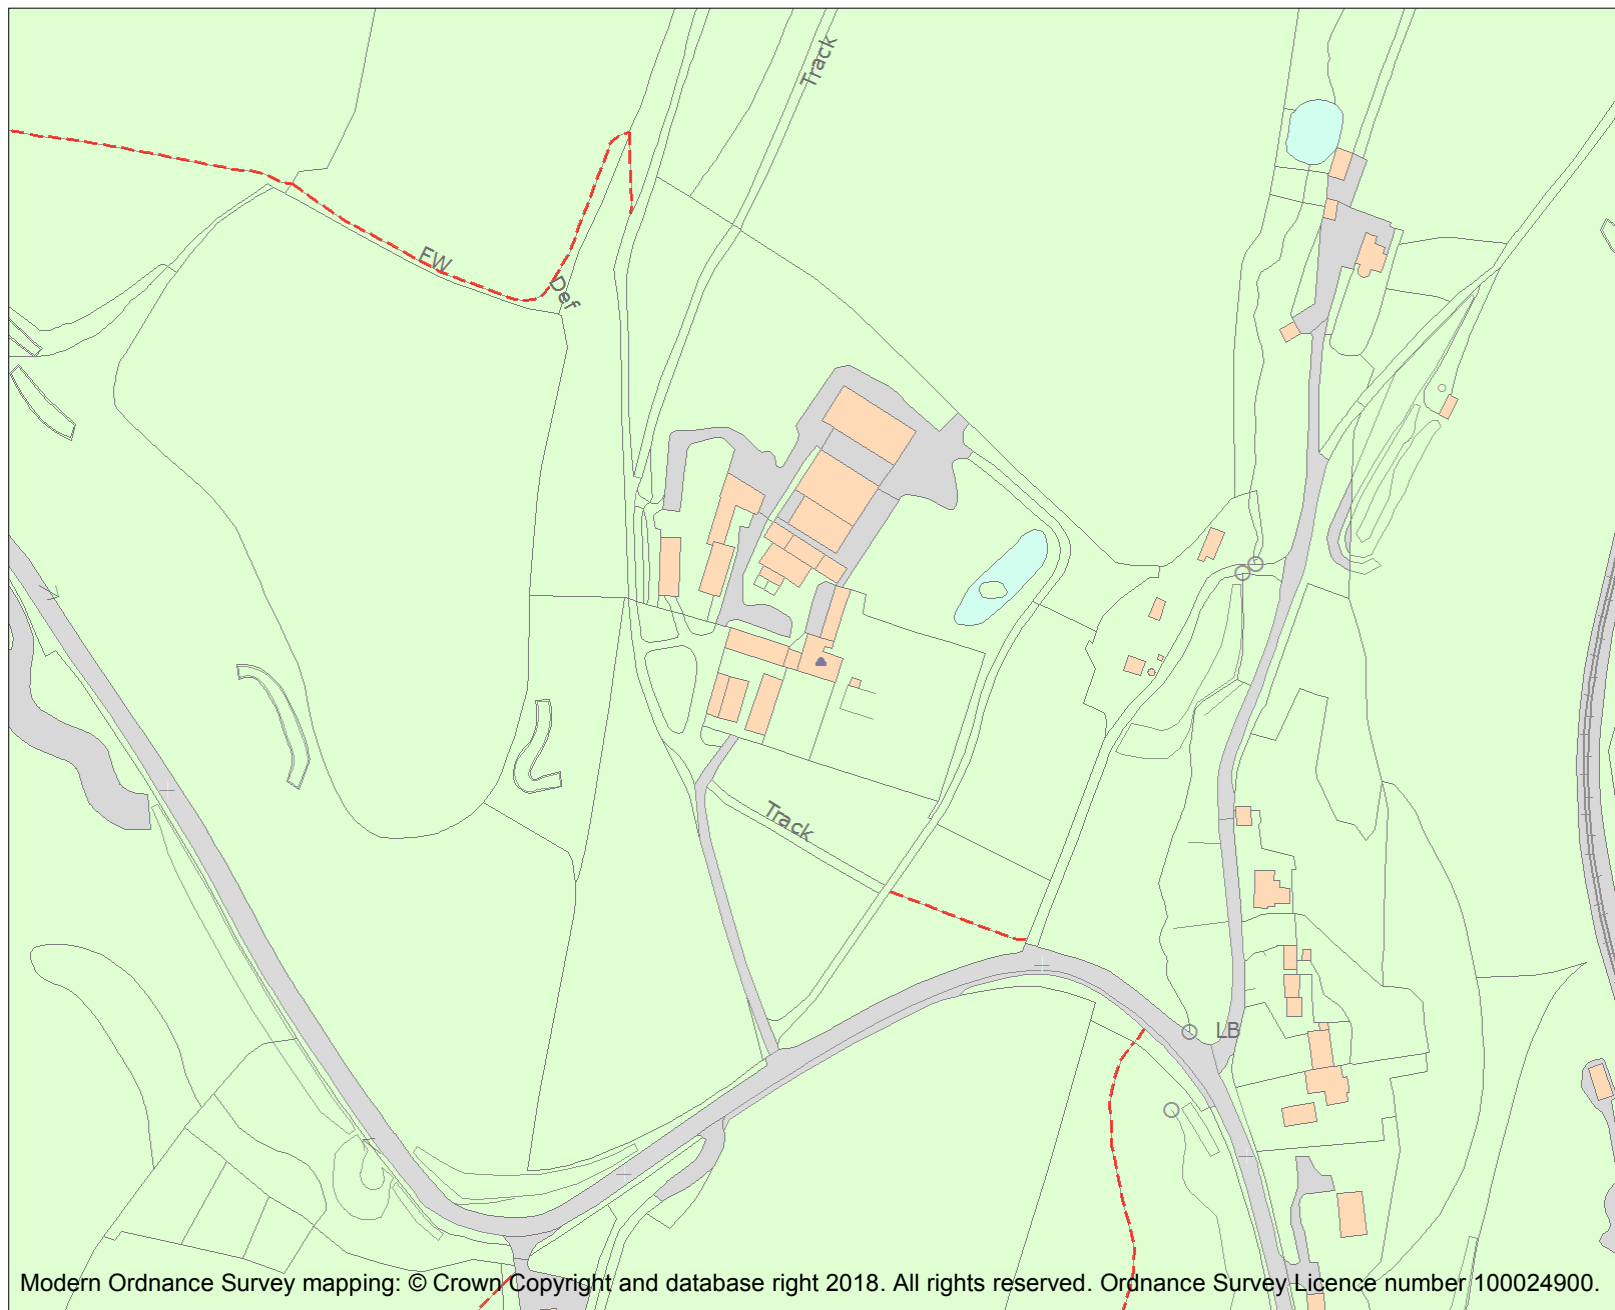 Track
FW
Def
Track
LB
Modern Ordnance Survey mapping: © Crown Copyright and database right 2018. All rights reserved. Ordnance Survey Licence number 100024900.